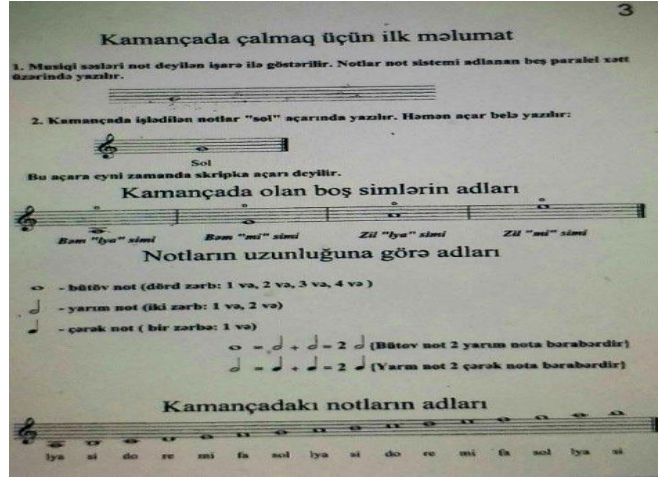 3
Kamançada çalmaq üçün ilk məlumat
1. Musiqi səsləri not deyilən işarə ilə göstərilir. Notlar not sistemi adlanan beş paralel xətt
üzərində yazılır.
2. Kamançada işlədilən notlar "sol" açarında yazılır. Həmən açar belə yazılır:
Sol
Bu açara eyni zamanda skripka açarı deyilir.
Kamançada olan boş simlərin adları
Bəm "lya" simi Bəm "mi" simi Zil "lya" simi Zil "mi" simi
Notların uzunluğuna görə adları
- bütöv not (dörd zərb: 1 və, 2 və, 3 və, 4 və )
- yarım not (iki zərb: 1 və, 2 və)
- çərək not ( bir zərbə: 1 və)
= + = 2 (Bütöv not 2 yarım nota bərabərdir)
= + = 2 (Yarm not 2 çərək nota bərabərdir)
Kamançadakı notların adları
lya si do re mi fa sol lya si do re mi fa sol lya si